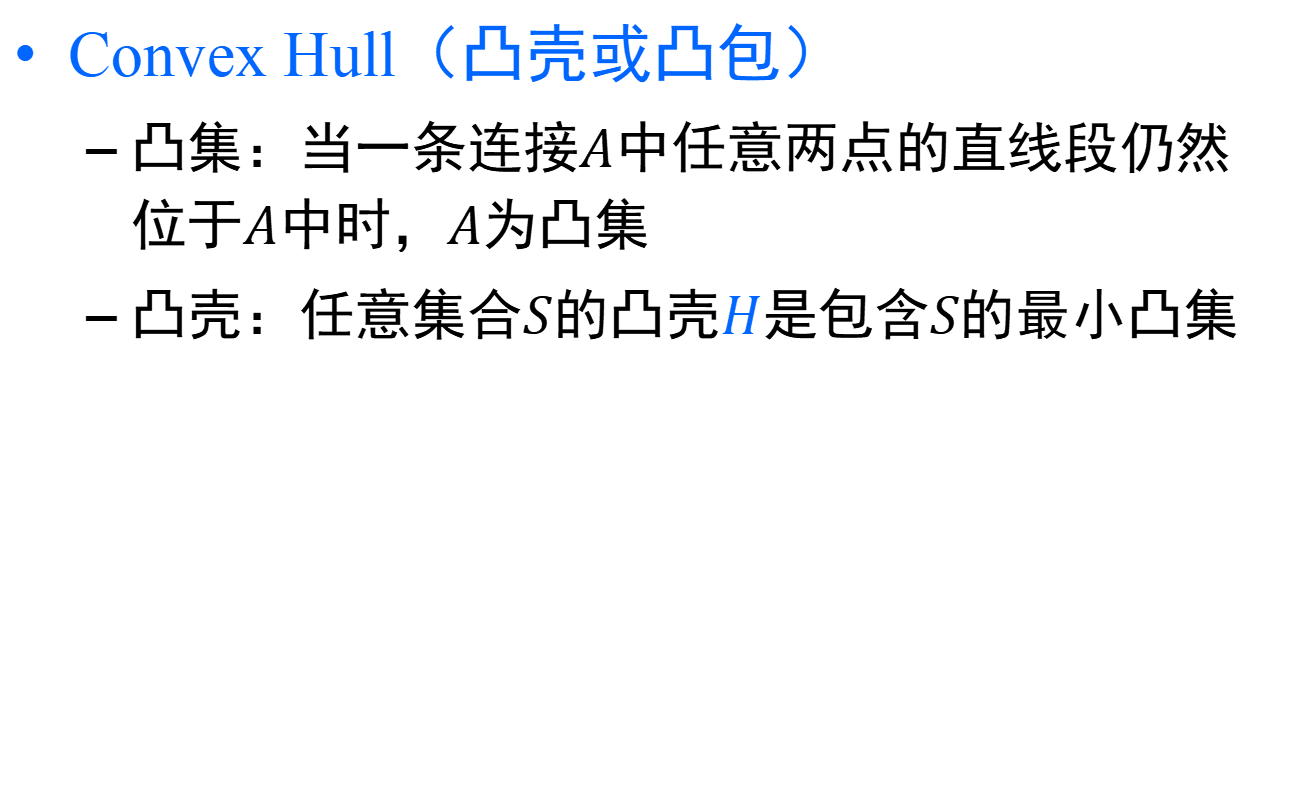 • Convex Hull（凸壳或凸包）
– 凸集：当一条连接A中任意两点的直线段仍然
位于A中时，A为凸集
– 凸壳：任意集合S的凸壳H是包含S的最小凸集